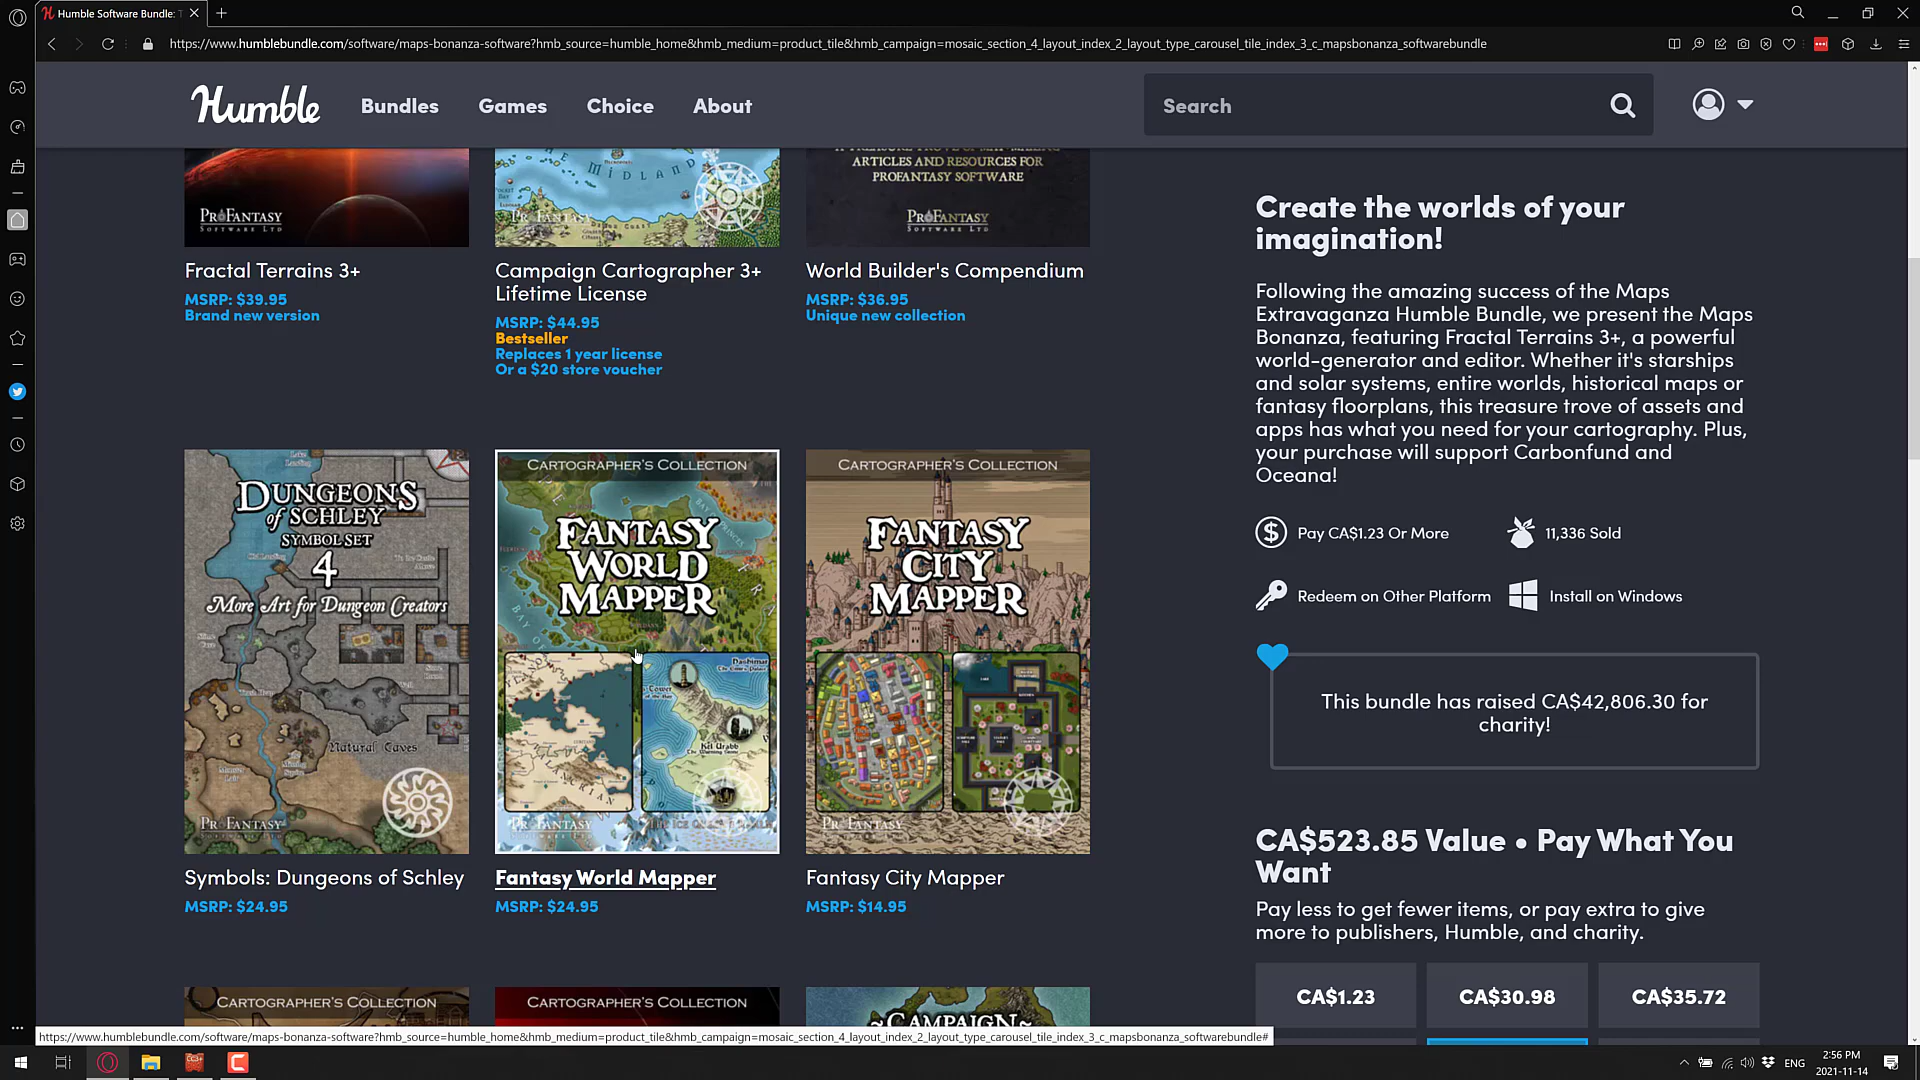 Humble Software Bundle: T
https://www.humblebundle.com/software/maps-bonanza-software?hmb_source=humble_home&hmb_medium=product_tile&hmb_campaign=mosaic_section_4_layout_index_2_layout_type_carousel_tile_index_3_c_mapsbonanza_softwarebundle
Humble
Bundles
Games
Choice
About
Search
PROFANTASY
SOFTWARE LTD
MIDLAND
PROFANTASY
ARTICLES AND RESOURCES FOR
PROFANTASY SOFTWARE
PROFANTASY
SOFTWARE LTD
Fractal Terrains 3+
MSRP: $39.95
Brand new version
Campaign Cartographer 3+
Lifetime License
MSRP: $44.95
Bestseller
Replaces 1 year license
Or a $20 store voucher
World Builder's Compendium
MSRP: $36.95
Unique new collection
DUNGEONS
of SCHLEY
SYMBOL SET
4
More Art for Dungeon Creators
Natural Caves
PROFANTASY
CARTOGRAPHER'S COLLECTION
FANTASY
WORLD
MAPPER
Kel Urabb
PROFANTASY
CARTOGRAPHER'S COLLECTION
FANTASY
CITY
MAPPER
PROFANTASY
Symbols: Dungeons of Schley
MSRP: $24.95
Fantasy World Mapper
MSRP: $24.95
Fantasy City Mapper
MSRP: $14.95
CARTOGRAPHER'S COLLECTION
CARTOGRAPHER'S COLLECTION
~CAMPAIGN
Create the worlds of your
imagination!
Following the amazing success of the Maps
Extravaganza Humble Bundle, we present the Maps
Bonanza, featuring Fractal Terrains 3+, a powerful
world-generator and editor. Whether it's starships
and solar systems, entire worlds, historical maps or
fantasy floorplans, this treasure trove of assets and
apps has what you need for your cartography. Plus,
your purchase will support Carbonfund and
Oceana!
Pay CA$1.23 Or More
11,336 Sold
Redeem on Other Platform
Install on Windows
This bundle has raised CA$42,806.30 for
charity!
CA$523.85 Value • Pay What You
Want
Pay less to get fewer items, or pay extra to give
more to publishers, Humble, and charity.
CA$1.23
CA$30.98
CA$35.72
https://www.humblebundle.com/software/maps-bonanza-software?hmb_source=humble_home&hmb_medium=product_tile&hmb_campaign=mosaic_section_4_layout_index_2_layout_type_carousel_tile_index_3_c_mapsbonanza_softwarebundle#
CC3+
ENG
2:56 PM
2021-11-14